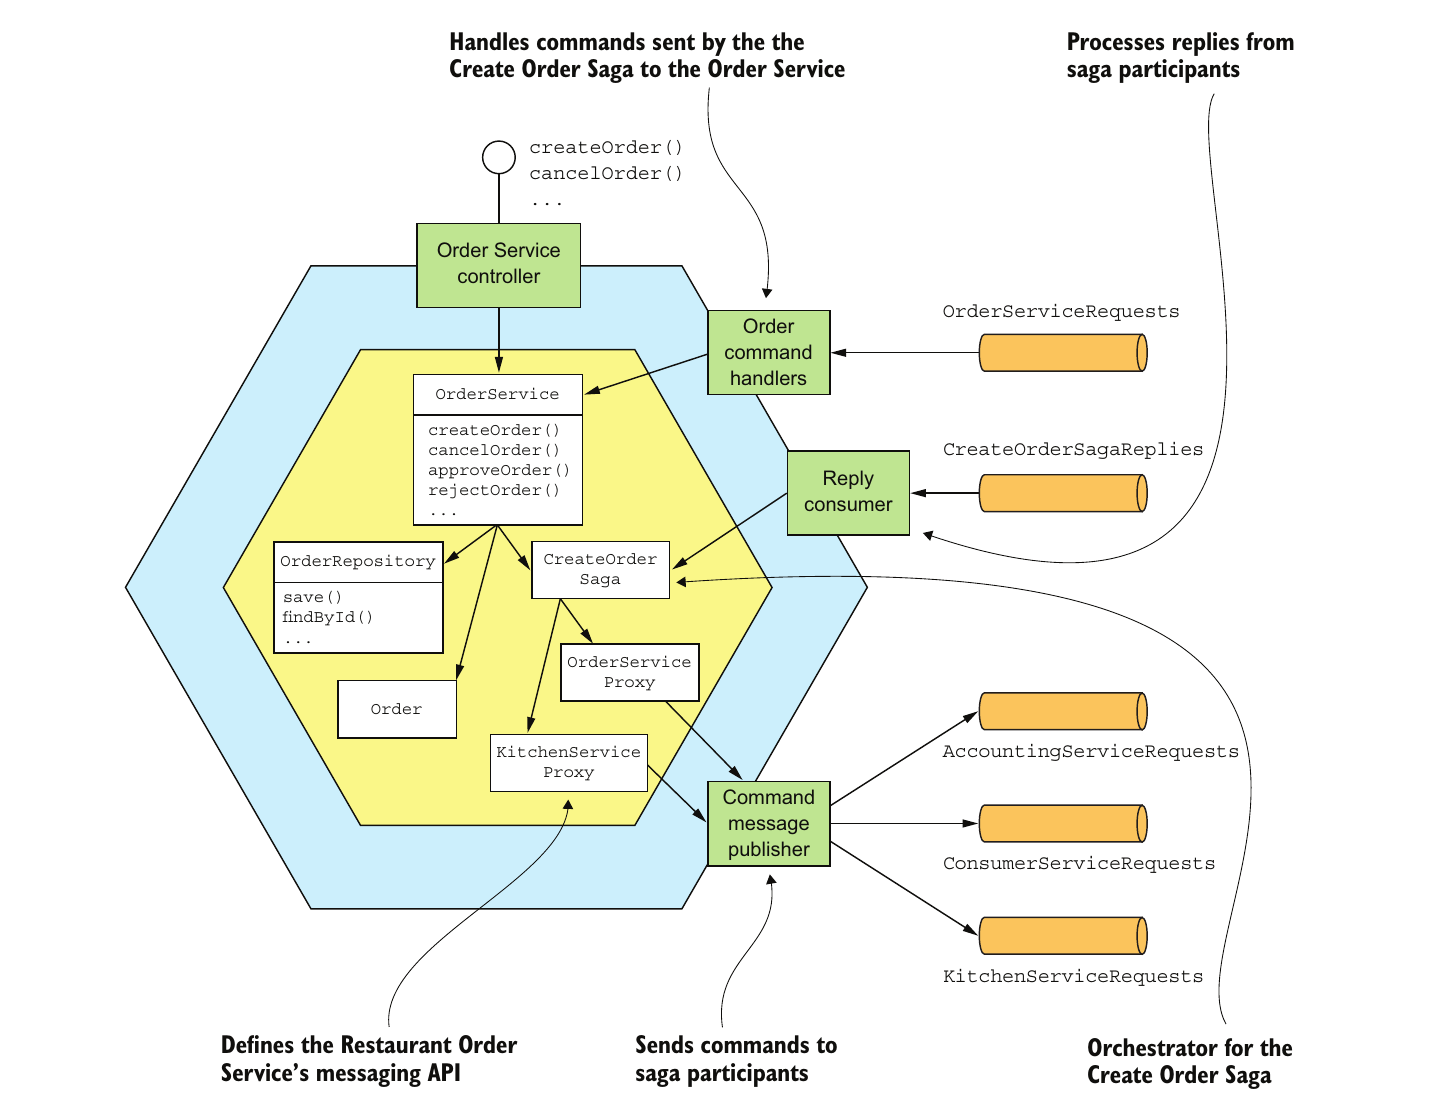 Handles commands sent by the the
Create Order Saga to the Order Service
Processes replies from
saga participants
createOrder()
cancelOrder()
...
Order Service
controller
Order
command
handlers
OrderServiceRequests
OrderService
createOrder()
cancelOrder()
approveOrder()
rejectOrder()
...
CreateOrderSagaReplies
Reply
consumer
OrderRepository
save()
findById()
...
CreateOrder
Saga
OrderService
Proxy
Order
KitchenService
Proxy
Command
message
publisher
AccountingServiceRequests
ConsumerServiceRequests
KitchenServiceRequests
Defines the Restaurant Order
Service’s messaging API
Sends commands to
saga participants
Orchestrator for the
Create Order Saga